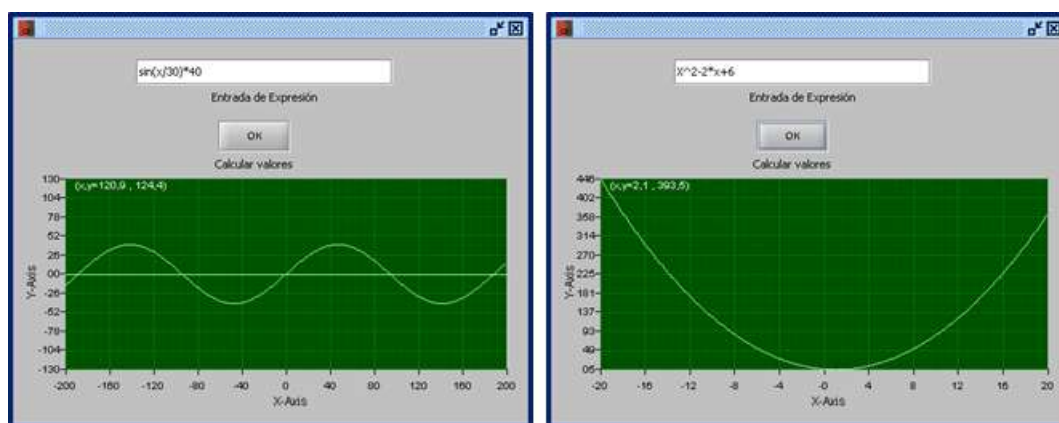 sin(x/30)*40
Entrada de Expresión
OK
Calcular valores
(x,y=120,9 , 124,4)
130
104
78
52
26
00
-26
-52
-78
-104
-130
Y-Axis
-200 -160 -120 -80 -40 0 40 80 120 160 200
X-Axis
X^2-2*x+6
Entrada de Expresión
OK
Calcular valores
(x,y=2,1 , 393,5)
446
402
358
314
270
225
181
137
93
49
05
Y-Axis
-20 -16 -12 -8 -4 -0 4 8 12 16 20
X-Axis